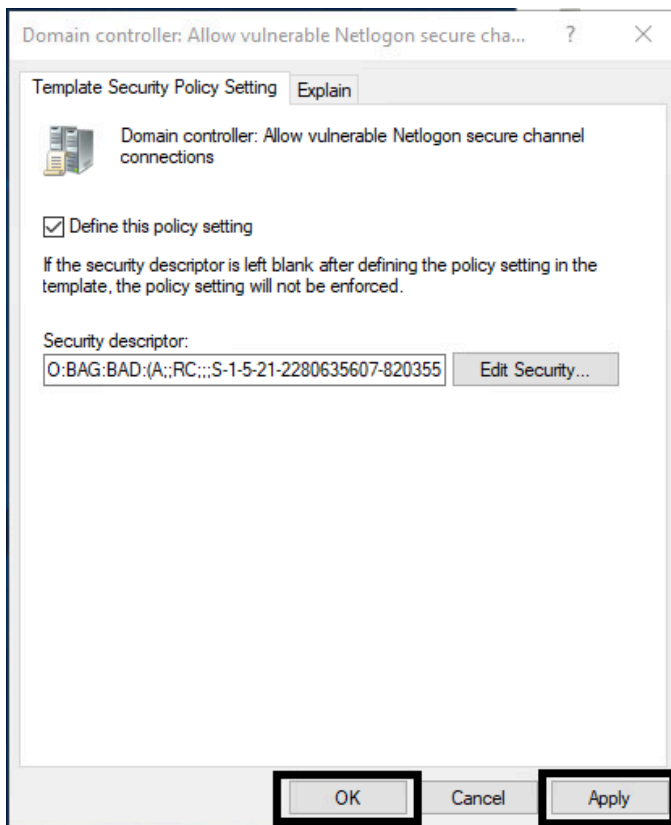 Domain controller: Allow vulnerable Netlogon secure cha... ?
Template Security Policy Setting Explain
Domain controller: Allow vulnerable Netlogon secure channel
connections
Define this policy setting
If the security descriptor is left blank after defining the policy setting in the
template, the policy setting will not be enforced.
Security descriptor:
O:BAG:BAD:(A;;RC;;;S-1-5-21-2280635607-820355 Edit Security...
OK Cancel Apply